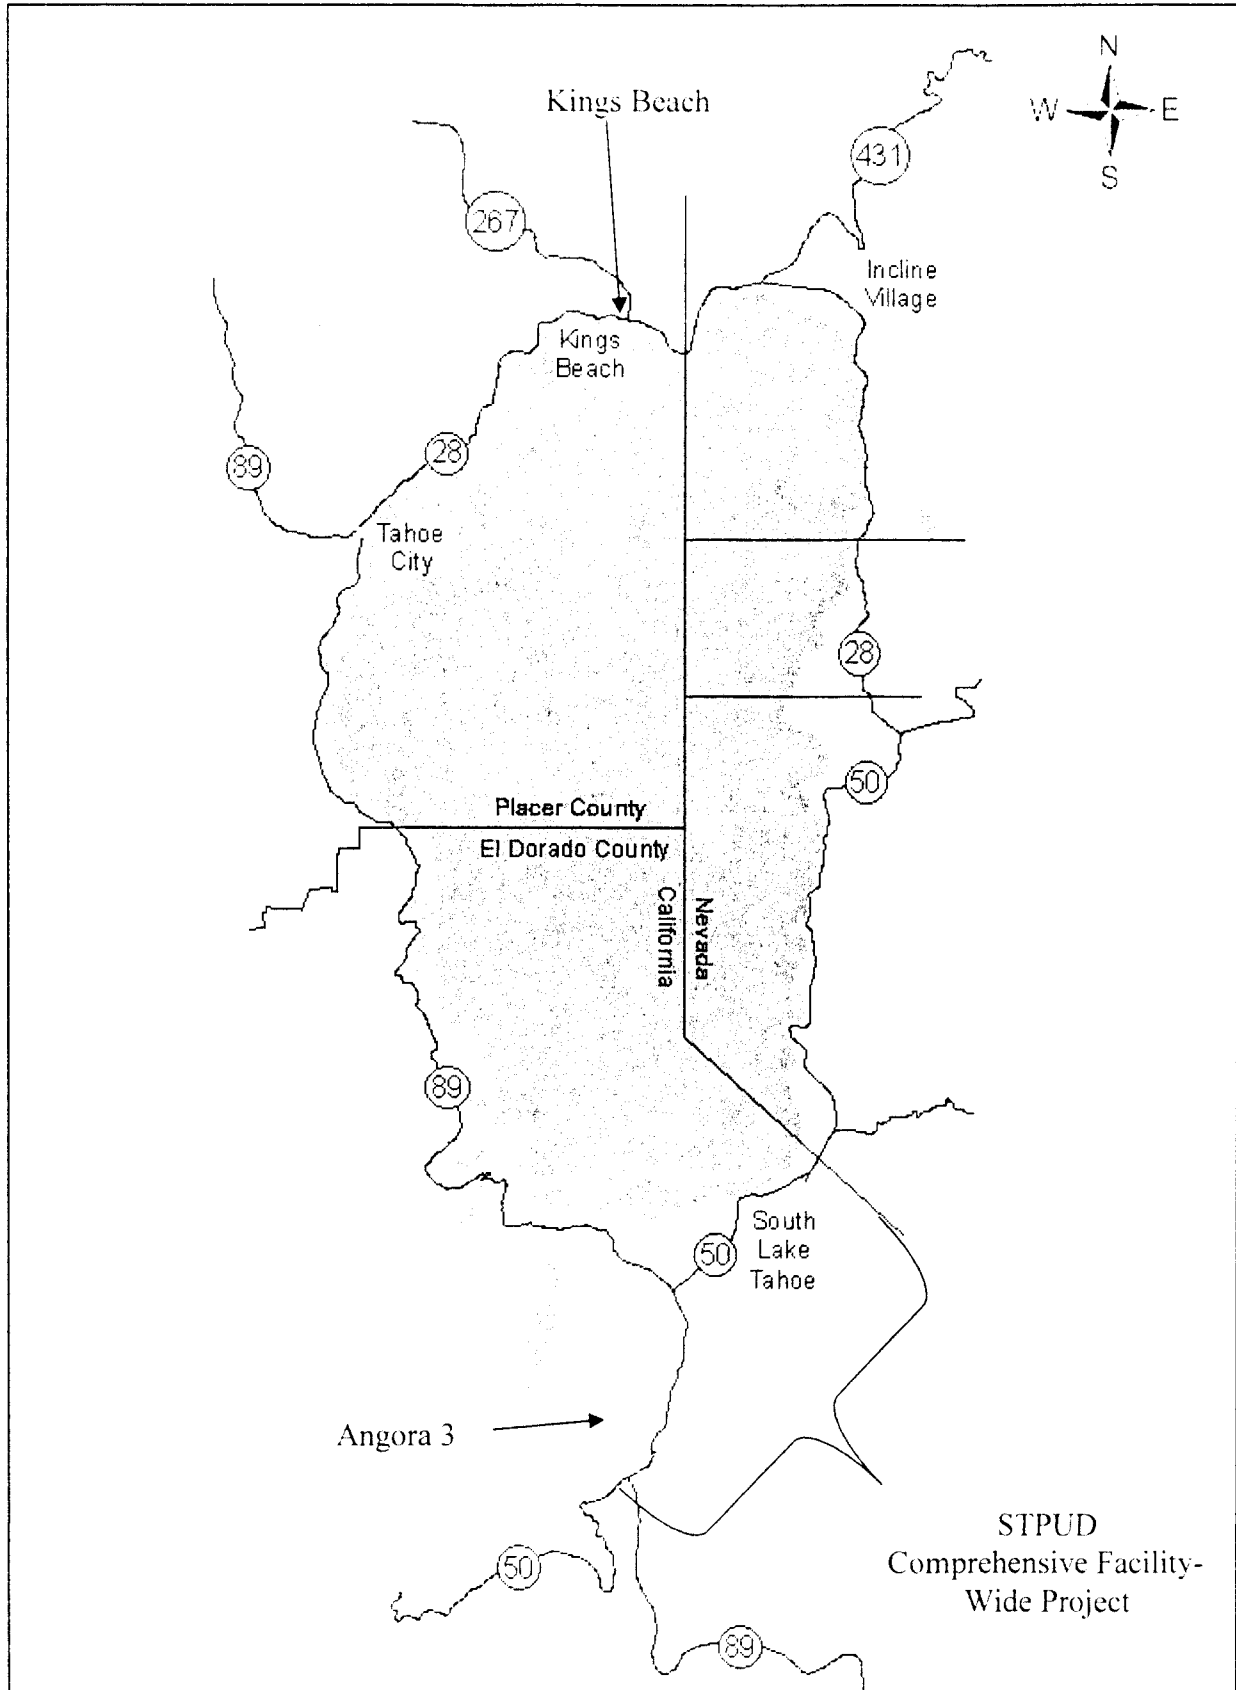 N
W E
S
Kings Beach
431
267
Incline
Village
Kings
Beach
28
89
Tahoe
City
28
50
Placer County
El Dorado County
California
Nevada
89
South
Lake
Tahoe
50
Angora 3
STPUD
Comprehensive Facility-
Wide Project
50
89